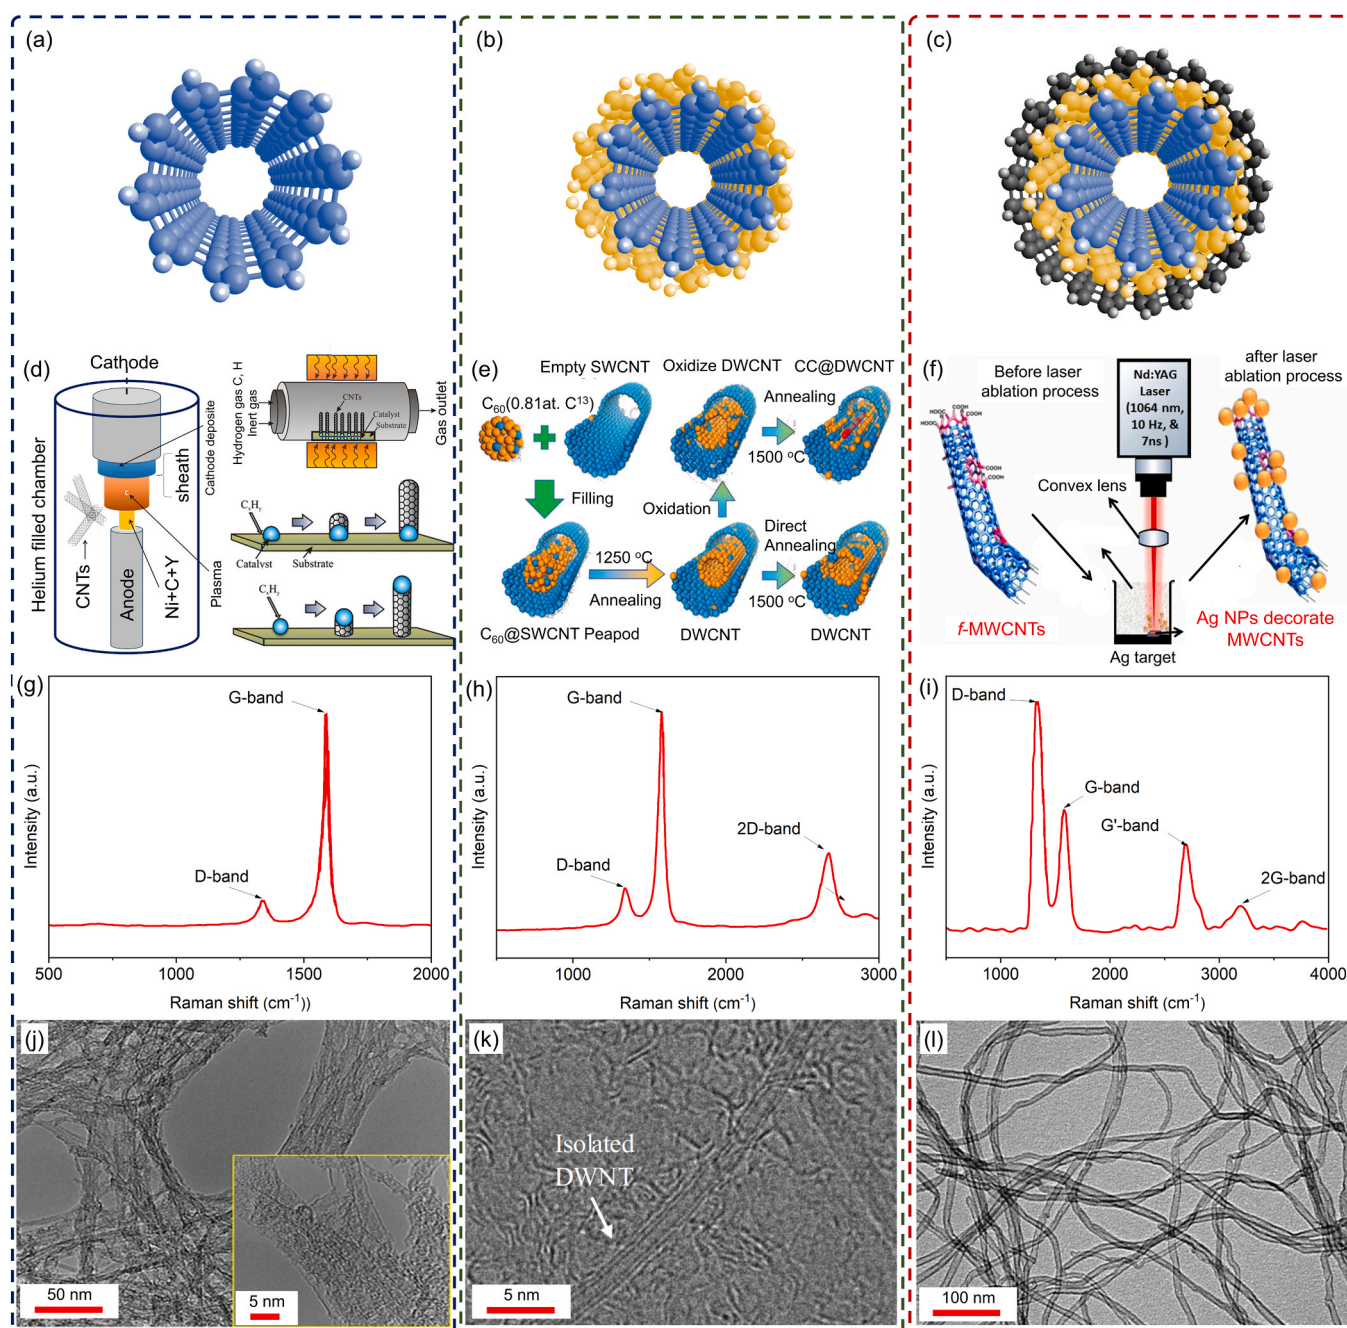 (a)
(b)
(c)
(d)
Cathode
Helium filled chamber
CNTs
Anode
Ni+C+Y
Plasma
sheath
Cathode deposite
Hydrogen gas C, H
Inert gas
CNTs
Catalyst
Substrate
Gas outlet
CxHy
Catalyst
Substrate
CxHy
(e)
Empty SWCNT
Oxidize DWCNT
CC@DWCNT
C60(0.81at. C13)
Annealing
1500 °C
Filling
Oxidation
1250 °C
Annealing
Direct
Annealing
1500 °C
C60@SWCNT Peapod
DWCNT
DWCNT
(f)
Before laser
ablation process
Nd:YAG
Laser
(1064 nm,
10 Hz, &
7ns )
after laser
ablation process
HOOC
COOH
COOH
HOOC
COOH
COOH
Convex lens
f-MWCNTs
Ag target
Ag NPs decorate
MWCNTs
(g)
G-band
D-band
Intensity (a.u.)
500
1000
1500
2000
Raman shift (cm-1))
(h)
G-band
2D-band
D-band
Intensity (a.u.)
1000
2000
3000
Raman shift (cm-1)
(i)
D-band
G-band
G'-band
2G-band
Intensity (a.u.)
1000
2000
3000
4000
Raman shift (cm-1)
(j)
50 nm
5 nm
(k)
Isolated
DWNT
5 nm
(l)
100 nm